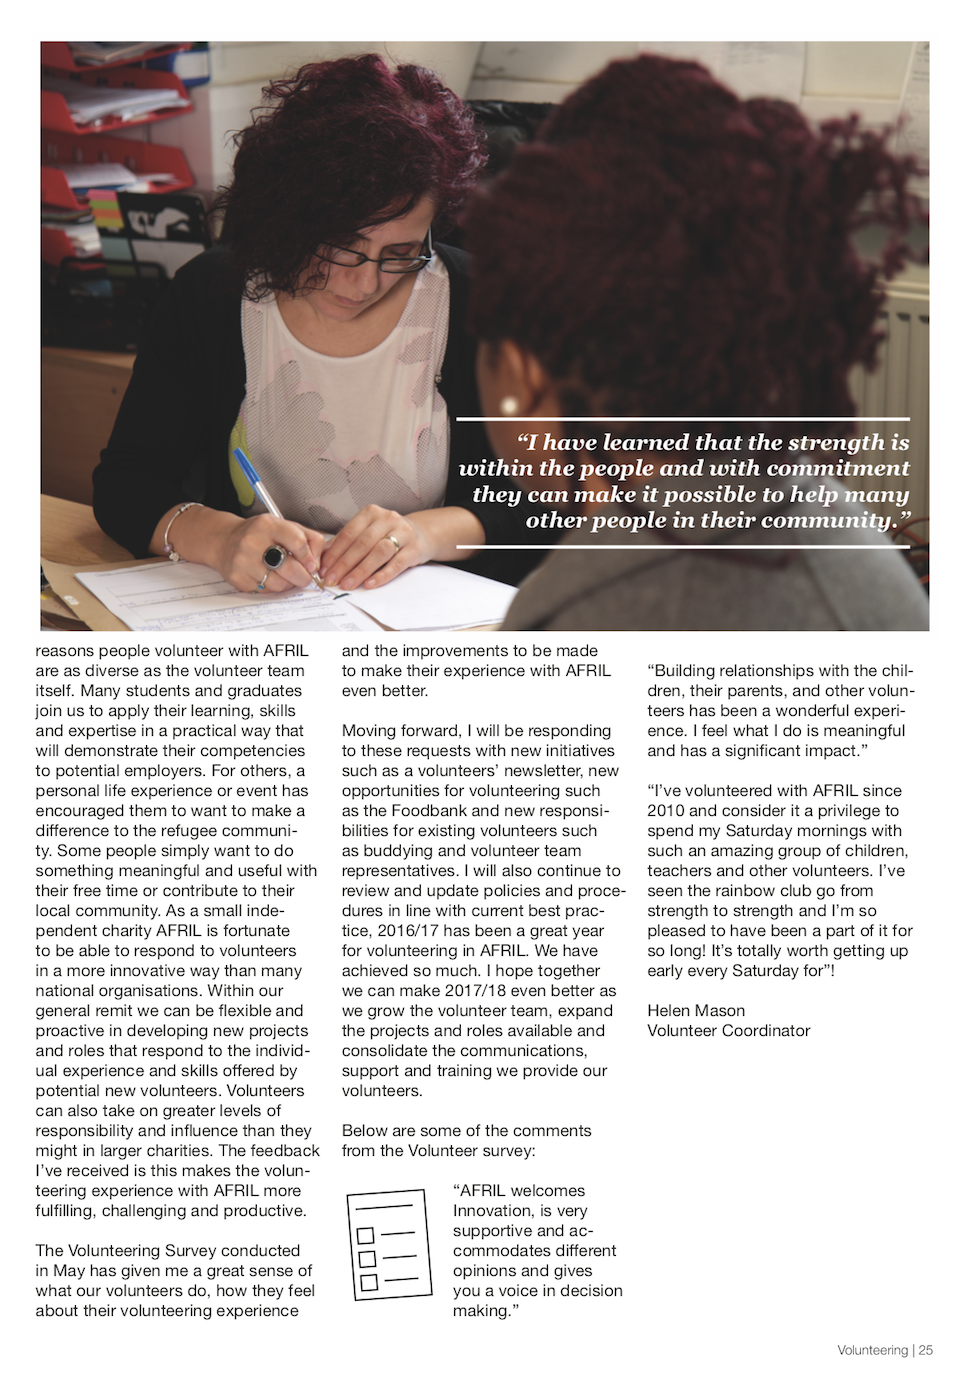 “I have learned that the strength is
within the people and with commitment
they can make it possible to help many
other people in their community.”
reasons people volunteer with AFRIL
are as diverse as the volunteer team
itself. Many students and graduates
join us to apply their learning, skills
and expertise in a practical way that
will demonstrate their competencies
to potential employers. For others, a
personal life experience or event has
encouraged them to want to make a
difference to the refugee communi-
ty. Some people simply want to do
something meaningful and useful with
their free time or contribute to their
local community. As a small inde-
pendent charity AFRIL is fortunate
to be able to respond to volunteers
in a more innovative way than many
national organisations. Within our
general remit we can be flexible and
proactive in developing new projects
and roles that respond to the individ-
ual experience and skills offered by
potential new volunteers. Volunteers
can also take on greater levels of
responsibility and influence than they
might in larger charities. The feedback
I’ve received is this makes the volun-
teering experience with AFRIL more
fulfilling, challenging and productive.
The Volunteering Survey conducted
in May has given me a great sense of
what our volunteers do, how they feel
about their volunteering experience
and the improvements to be made
to make their experience with AFRIL
even better.
Moving forward, I will be responding
to these requests with new initiatives
such as a volunteers’ newsletter, new
opportunities for volunteering such
as the Foodbank and new responsi-
bilities for existing volunteers such
as buddying and volunteer team
representatives. I will also continue to
review and update policies and proce-
dures in line with current best prac-
tice, 2016/17 has been a great year
for volunteering in AFRIL. We have
achieved so much. I hope together
we can make 2017/18 even better as
we grow the volunteer team, expand
the projects and roles available and
consolidate the communications,
support and training we provide our
volunteers.
Below are some of the comments
from the Volunteer survey:
“AFRIL welcomes
Innovation, is very
supportive and ac-
commodates different
opinions and gives
you a voice in decision
making.”
“Building relationships with the chil-
dren, their parents, and other volun-
teers has been a wonderful experi-
ence. I feel what I do is meaningful
and has a significant impact.”
“I’ve volunteered with AFRIL since
2010 and consider it a privilege to
spend my Saturday mornings with
such an amazing group of children,
teachers and other volunteers. I’ve
seen the rainbow club go from
strength to strength and I’m so
pleased to have been a part of it for
so long! It’s totally worth getting up
early every Saturday for”!
Helen Mason
Volunteer Coordinator
Volunteering | 25